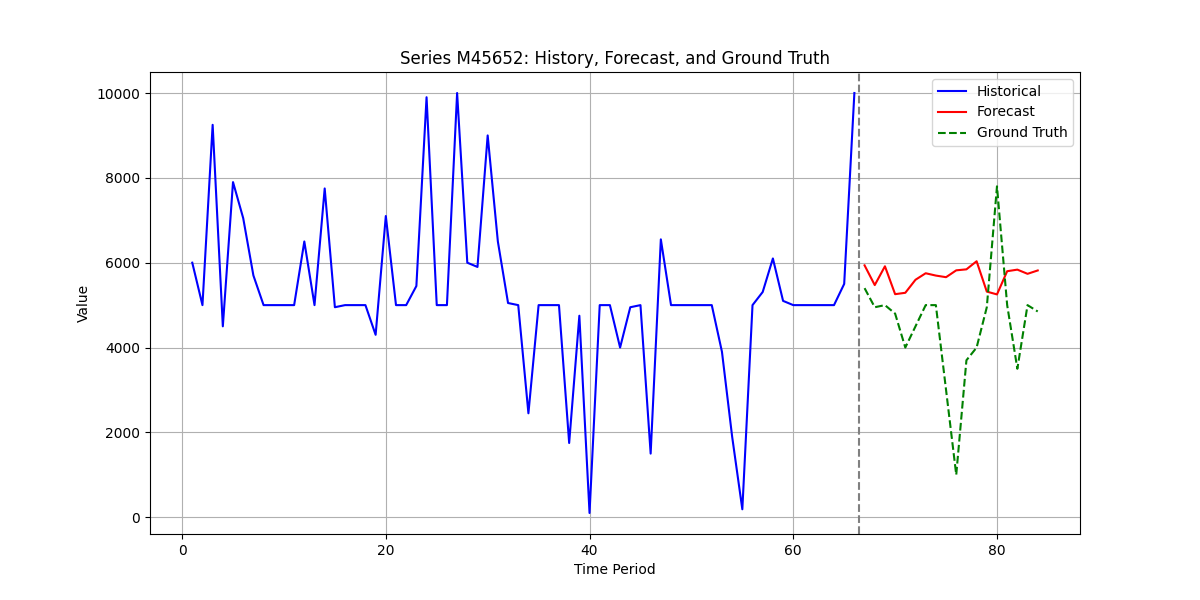 Series M45652: History, Forecast, and Ground Truth
Historical
Forecast
Ground Truth
Value
10000
8000
6000
4000
2000
0
0 20 40 60 80
Time Period